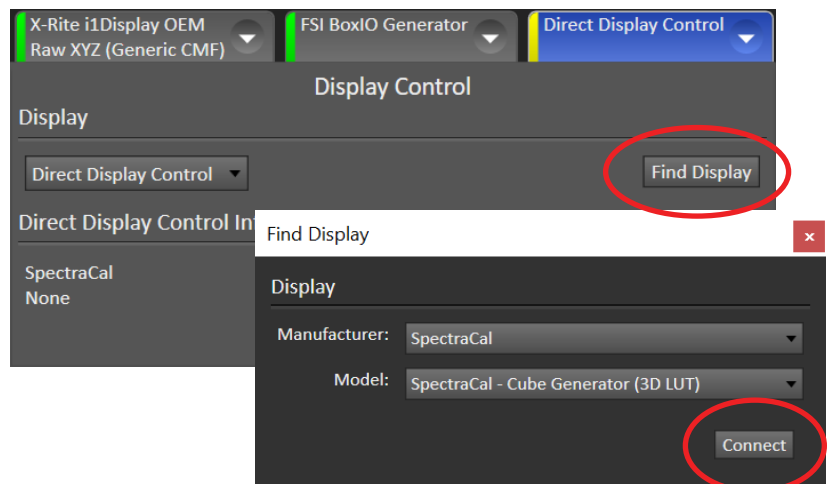 X-Rite i1Display OEM
Raw XYZ (Generic CMF)
FSI BoxIO Generator
Direct Display Control
Display Control
Display
Direct Display Control
Find Display
Direct Display Control In
SpectraCal
None
Find Display
x
Display
Manufacturer:
SpectraCal
Model:
SpectraCal - Cube Generator (3D LUT)
Connect